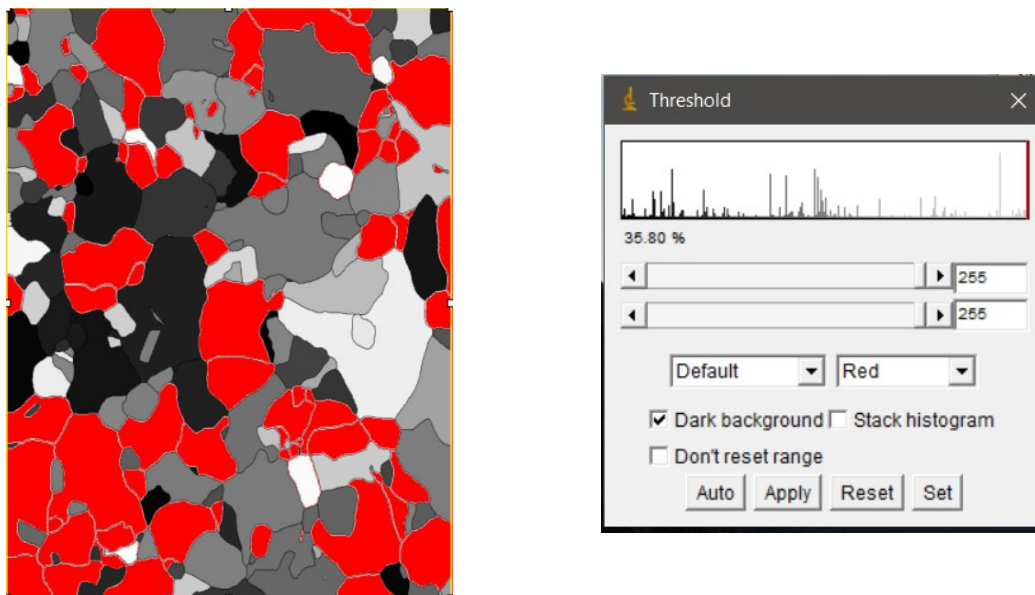 Threshold
35.80 %
255
255
Default Red
Dark background Stack histogram
Don't reset range
Auto Apply Reset Set